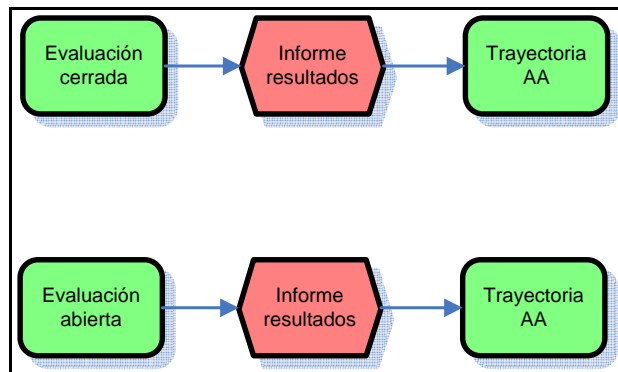 Evaluación
cerrada
Informe
resultados
Trayectoria
AA
Evaluación
abierta
Informe
resultados
Trayectoria
AA